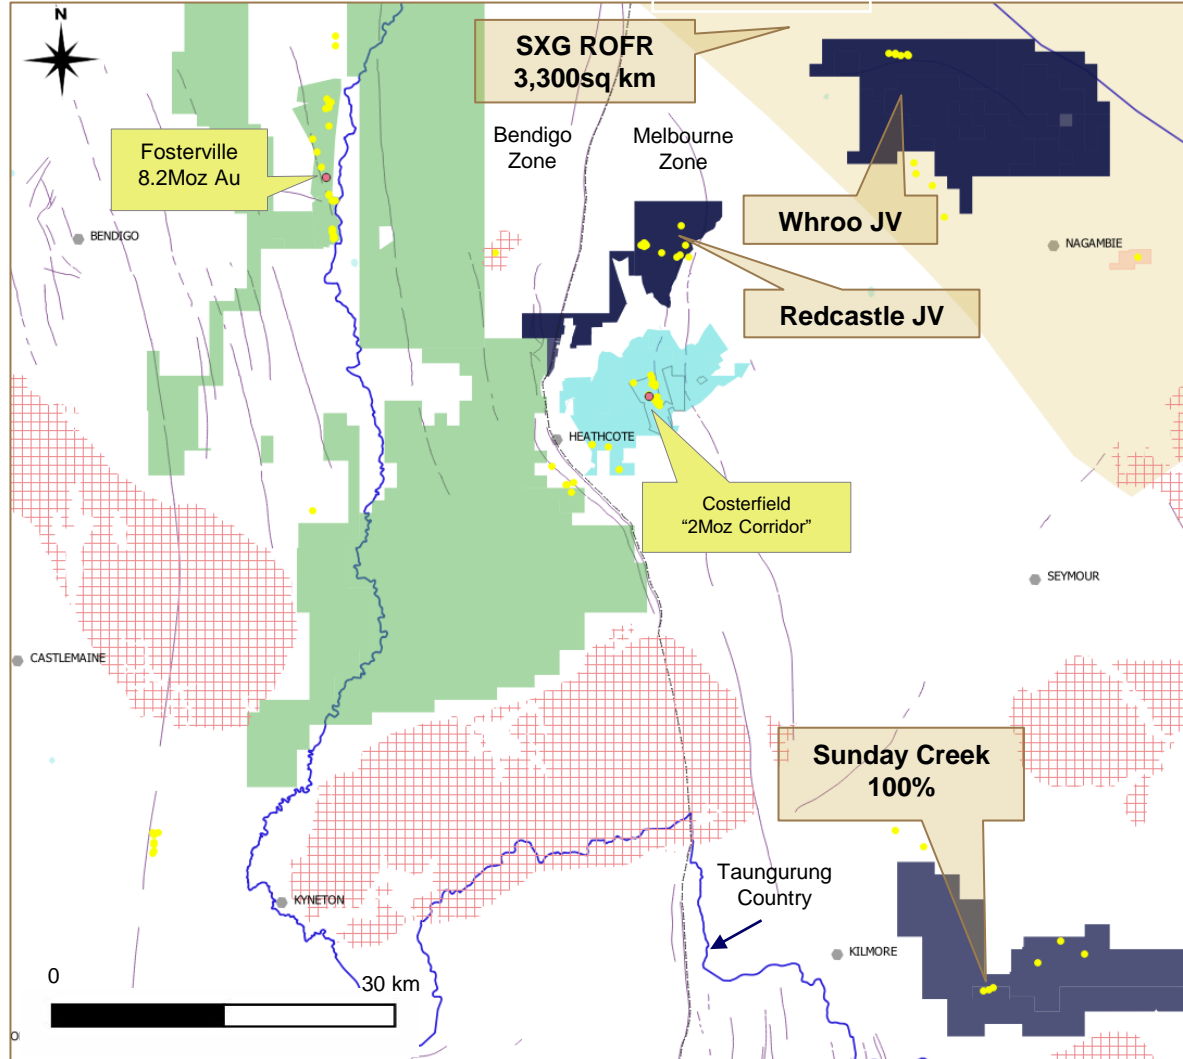 N
SXG ROFR
3,300sq km
Bendigo
Zone
Melbourne
Zone
Fosterville
8.2Moz Au
BENDIGO
Whroo JV
NAGAMBIE
Redcastle JV
HEATHCOTE
Costerfield
“2Moz Corridor”
SEYMOUR
CASTLEMAINE
Sunday Creek
100%
Taungurung
Country
KYNETON
KILMORE
0
30 km